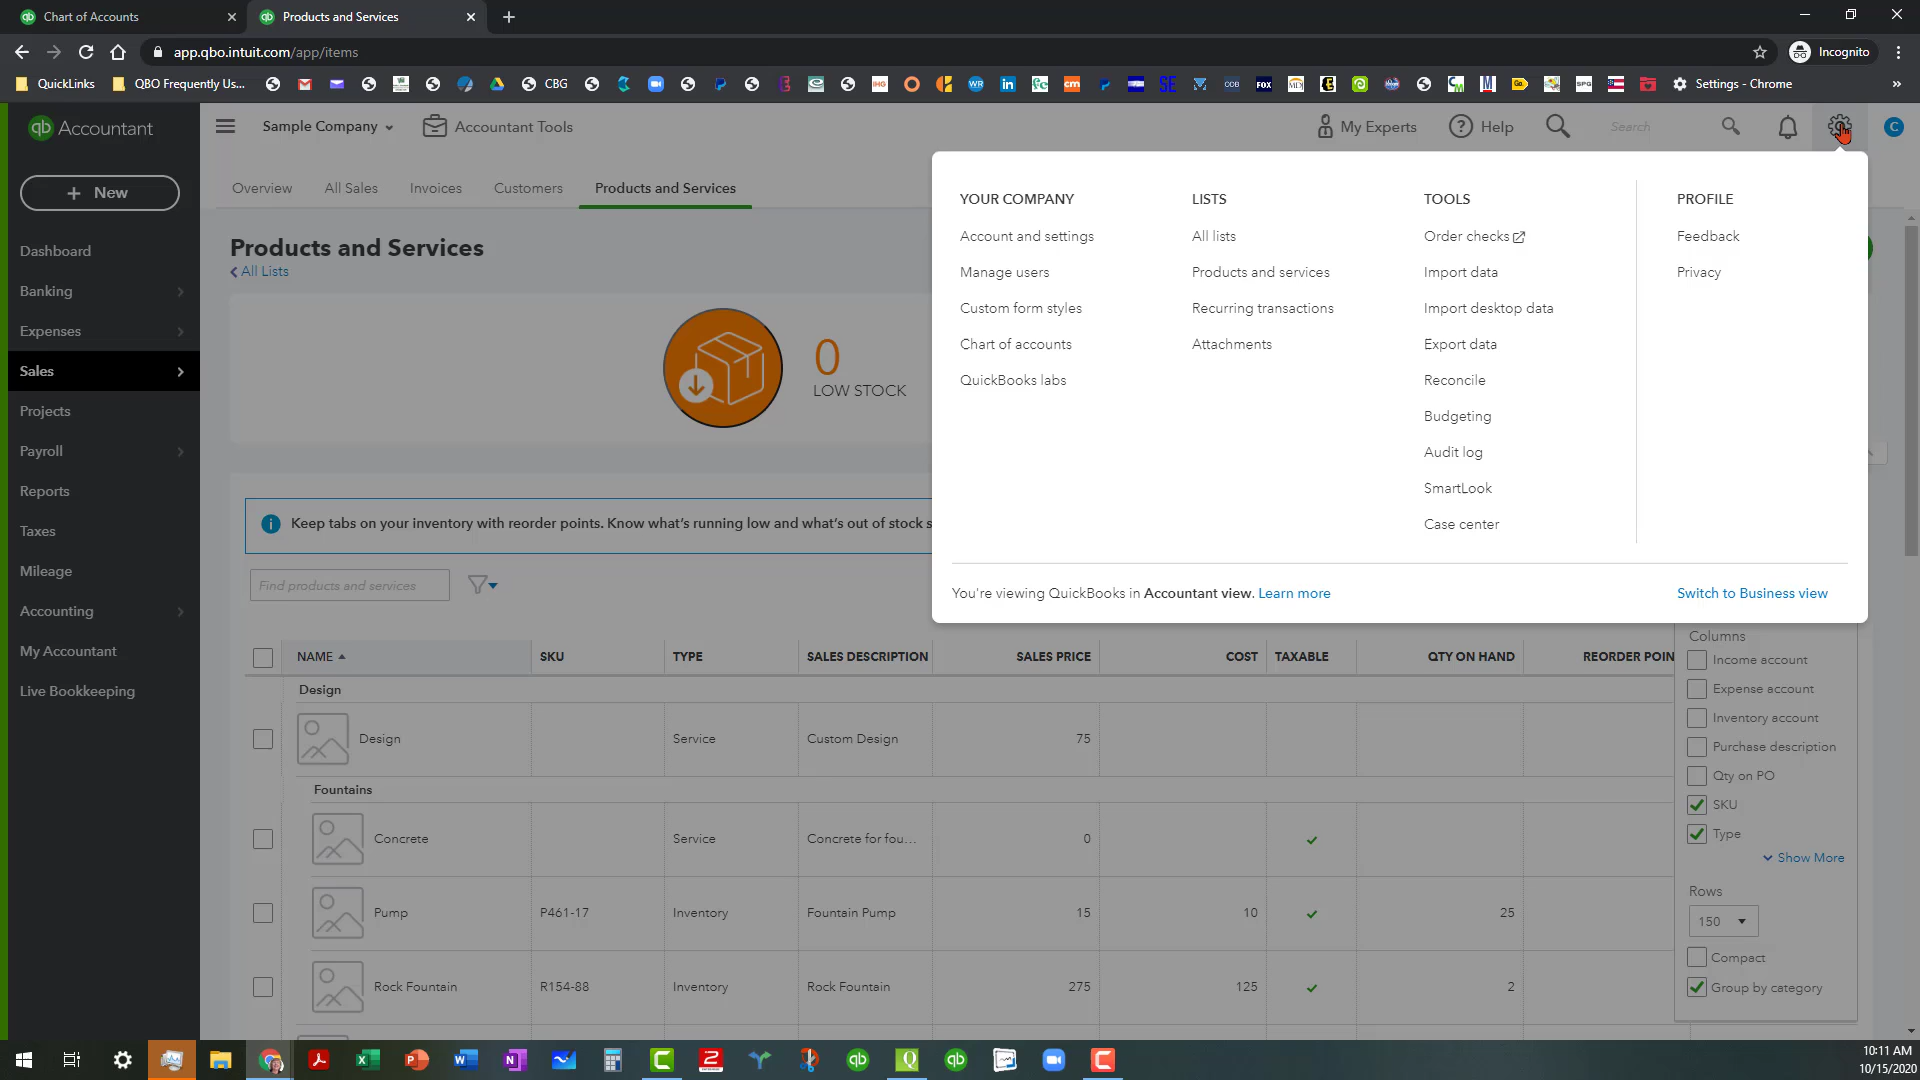 Chart of Accounts
Products and Services
app.qbo.intuit.com/app/items
Incognito
QuickLinks
QBO Frequently Us...
CBG
Settings - Chrome
qb Accountant
Sample Company
Accountant Tools
My Experts
Help
Search
C
+ New
Overview
All Sales
Invoices
Customers
Products and Services
Dashboard
Banking
Expenses
Sales
Projects
Payroll
Reports
Taxes
Mileage
Accounting
My Accountant
Live Bookkeeping
Products and Services
All Lists
0
LOW STOCK
YOUR COMPANY
Account and settings
Manage users
Custom form styles
Chart of accounts
QuickBooks labs
LISTS
All lists
Products and services
Recurring transactions
Attachments
TOOLS
Order checks
Import data
Import desktop data
Export data
Reconcile
Budgeting
Audit log
SmartLook
Case center
PROFILE
Feedback
Privacy
You're viewing QuickBooks in Accountant view. Learn more
Switch to Business view
Keep tabs on your inventory with reorder points. Know what's running low and what's out of stock s
Find products and services
NAME SKU TYPE SALES DESCRIPTION SALES PRICE COST TAXABLE QTY ON HAND REORDER POIN
Design
Design Service Custom Design 75
Fountains
Concrete Service Concrete for fou... 0
Pump P461-17 Inventory Fountain Pump 15 10 25
Rock Fountain R154-88 Inventory Rock Fountain 275 125 2
Columns
Income account
Expense account
Inventory account
Purchase description
Qty on PO
SKU
Type
Show More
Rows
150
Compact
Group by category
10:11 AM
10/15/2020